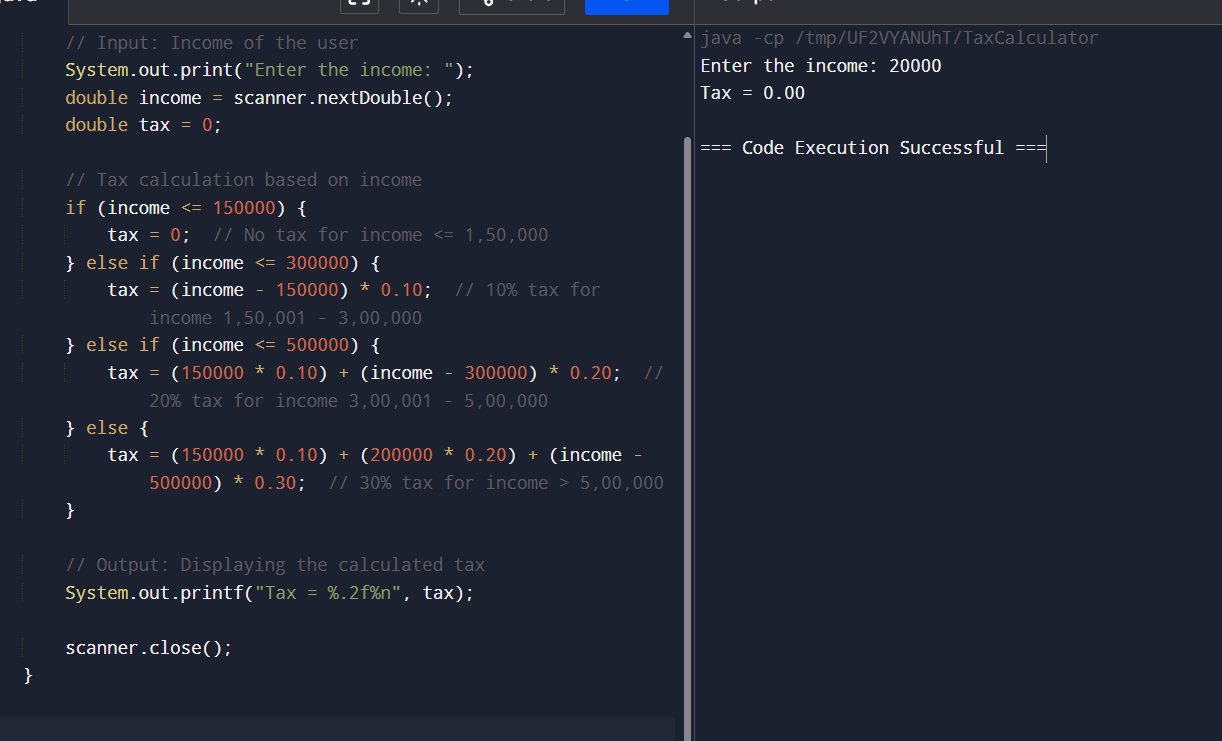 // Input: Income of the user
System.out.print("Enter the income: ");
double income = scanner.nextDouble();
double tax = 0;
// Tax calculation based on income
if (income <= 150000) {
tax = 0;  // No tax for income <= 1,50,000
} else if (income <= 300000) {
tax = (income - 150000) * 0.10;  // 10% tax for
income 1,50,001 - 3,00,000
} else if (income <= 500000) {
tax = (150000 * 0.10) + (income - 300000) * 0.20;  //
20% tax for income 3,00,001 - 5,00,000
} else {
tax = (150000 * 0.10) + (200000 * 0.20) + (income -
500000) * 0.30;  // 30% tax for income > 5,00,000
}
// Output: Displaying the calculated tax
System.out.printf("Tax = %.2f%n", tax);
scanner.close();
}
java -cp /tmp/UF2VYANUhT/TaxCalculator
Enter the income: 20000
Tax = 0.00
=== Code Execution Successful ===